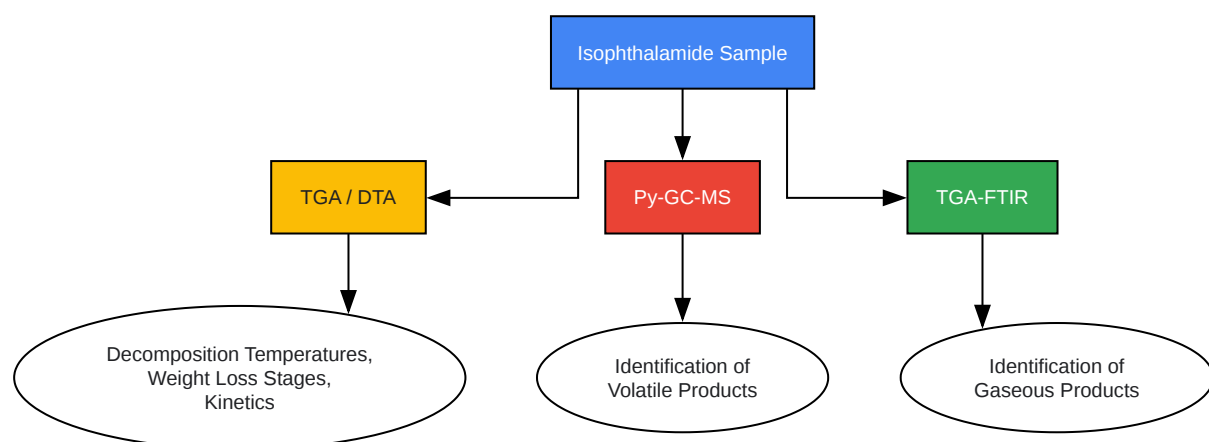 Isophthalamide Sample
TGA / DTA
Py-GC-MS
TGA-FTIR
Decomposition Temperatures,
Weight Loss Stages,
Kinetics
Identification of
Volatile Products
Identification of
Gaseous Products